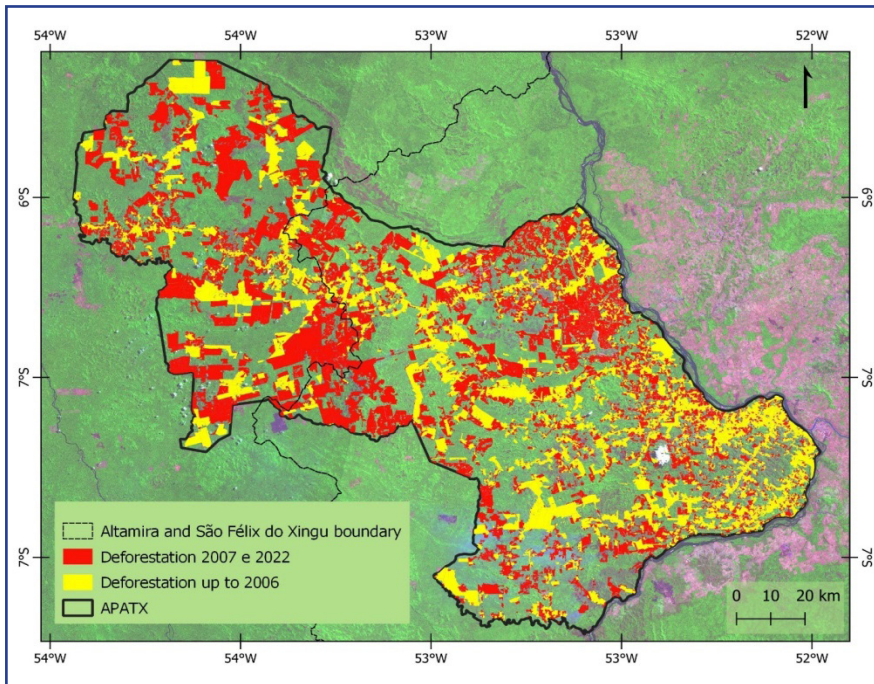 54°W 54°W 53°W 53°W 52°W
6°S 6°S
7°S 7°S
7°S 7°S
Altamira and São Félix do Xingu boundary
Deforestation 2007 e 2022
Deforestation up to 2006
APATX
0 10 20 km
54°W 54°W 53°W 53°W 52°W